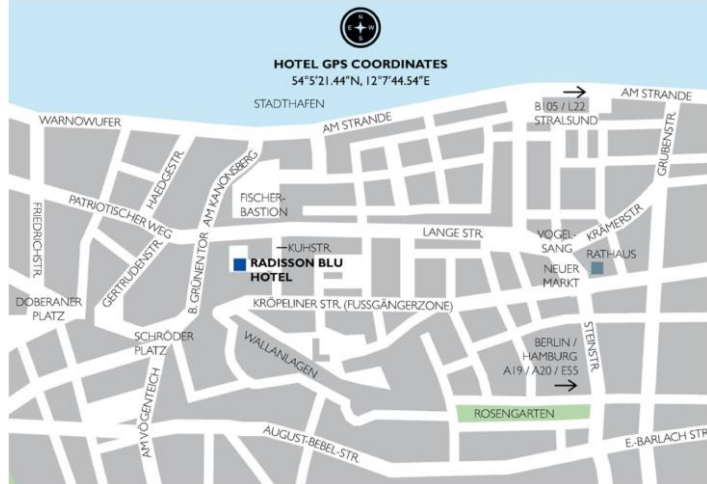 N
E W
S
HOTEL GPS COORDINATES
54°5'21.44"N, 12°7'44.54"E
STADTHAFEN
AM STRANDE
B105 / L22
STRALSUND
AM STRANDE
WARNOWUFER
HAEDGESTR.
AM KANONSBERG
GRUBENSTR.
FISCHER-
BASTION
FRIEDRICHSTR.
PATRIOTISCHER WEG
LANGE STR.
VOGEL-
SANG
KRÄMERSTR.
KUHSTR.
RADISSON BLU
HOTEL
RATHAUS
NEUER
MARKT
GERTRUDENSTR.
B. GRÜNEN TOR
DOBERANER
PLATZ
KRÖPELINER STR. (FUSSGÄNGERZONE)
SCHRÖDER
PLATZ
WALLANLAGEN
STEINSTR.
BERLIN /
HAMBURG
A19 / A20 / E55
AM VÖGENTEICH
ROSENGARTEN
AUGUST-BEBEL-STR.
E.-BARLACH STR